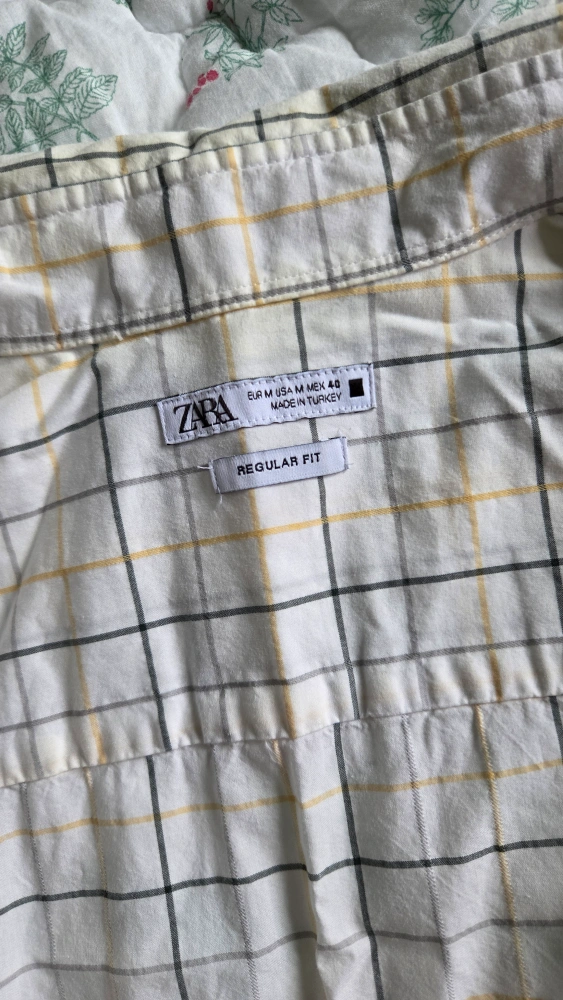 ZARA
EUR M USA M MEX 40
MADE IN TURKEY
REGULAR FIT